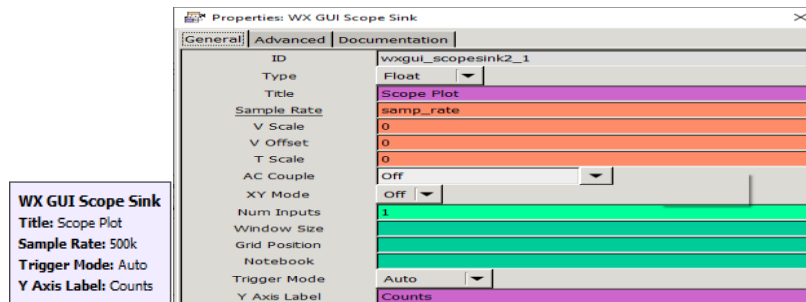 Properties: WX GUI Scope Sink
General Advanced Documentation
ID wxgui_scopesink2_1
Type Float
Title Scope Plot
Sample Rate samp_rate
V Scale 0
V Offset 0
T Scale 0
AC Couple Off
XY Mode Off
Num Inputs 1
Window Size
Grid Position
Notebook
Trigger Mode Auto
Y Axis Label Counts
WX GUI Scope Sink
Title: Scope Plot
Sample Rate: 500k
Trigger Mode: Auto
Y Axis Label: Counts